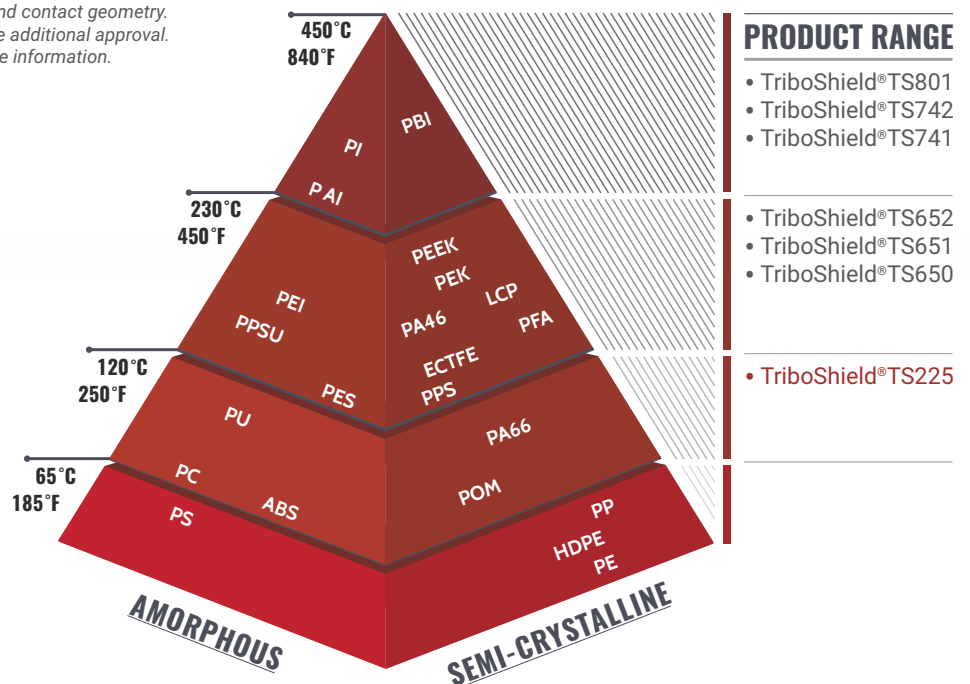 nd contact geometry.
e additional approval.
e information.
450°C
840°F
PBI
PI
P AI
230°C
450°F
PEEK
PEK
LCP
PEI
PA46
PFA
PPSU
ECTFE
PPS
PES
120°C
250°F
PU
PA66
PC
POM
ABS
65°C
185°F
PS
PP
HDPE
PE
AMORPHOUS
SEMI-CRYSTALLINE
PRODUCT RANGE
• TriboShield®TS801
• TriboShield®TS742
• TriboShield®TS741
• TriboShield®TS652
• TriboShield®TS651
• TriboShield®TS650
• TriboShield®TS225